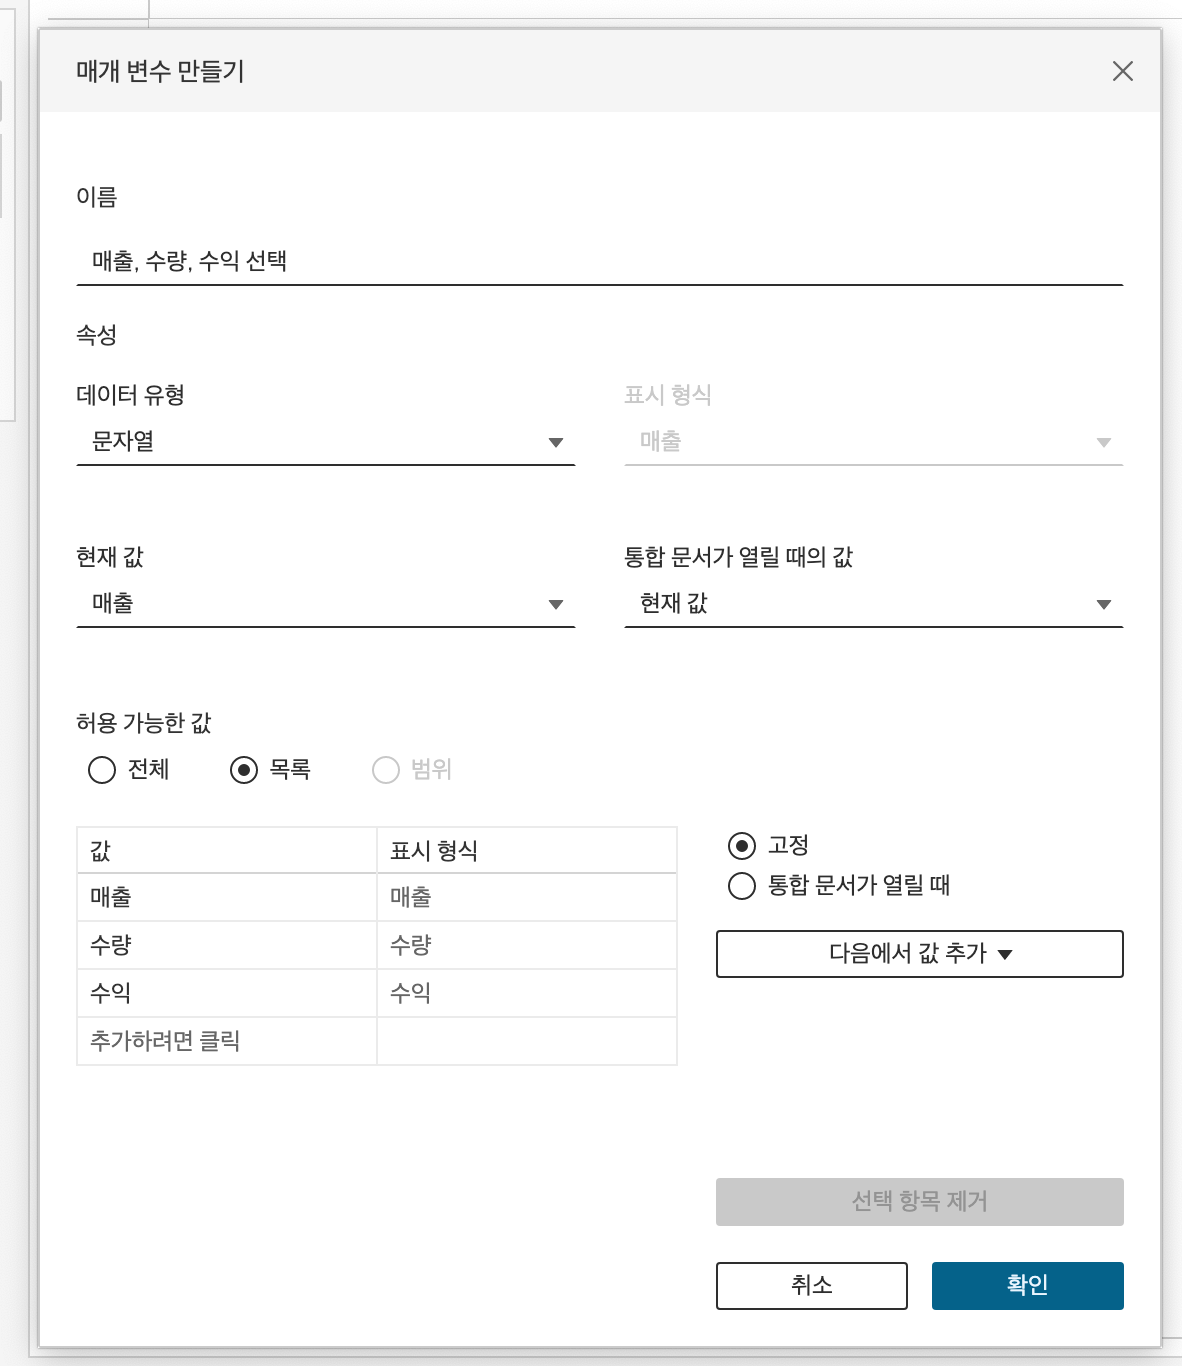 매개 변수 만들기
이름
매출, 수량, 수익 선택
속성
데이터 유형
표시 형식
문자열
매출
현재 값
통합 문서가 열릴 때의 값
매출
현재 값
허용 가능한 값
전체
목록
범위
값
표시 형식
매출
매출
수량
수량
수익
수익
추가하려면 클릭
고정
통합 문서가 열릴 때
다음에서 값 추가
선택 항목 제거
취소
확인